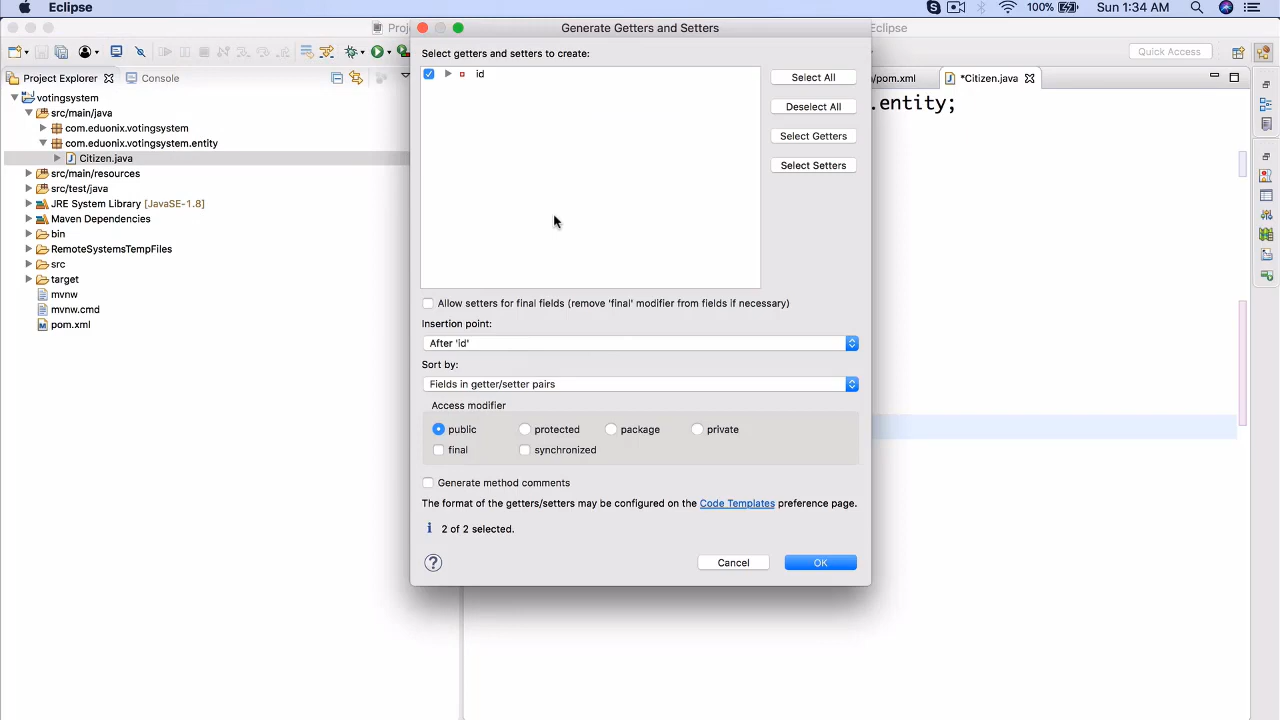 Eclipse
100%
Sun 1:34 AM
Proj
Generate Getters and Setters
Eclipse
Quick Access
Project Explorer
Console
/pom.xml
*Citizen.java
votingsystem
src/main/java
com.eduonix.votingsystem
com.eduonix.votingsystem.entity
Citizen.java
src/main/resources
src/test/java
JRE System Library [JavaSE-1.8]
Maven Dependencies
bin
RemoteSystemsTempFiles
src
target
mvnw
mvnw.cmd
pom.xml
Select getters and setters to create:
id
Select All
Deselect All
Select Getters
Select Setters
Allow setters for final fields (remove 'final' modifier from fields if necessary)
Insertion point:
After 'id'
Sort by:
Fields in getter/setter pairs
Access modifier
public protected package private
final synchronized
Generate method comments
The format of the getters/setters may be configured on the Code Templates preference page.
2 of 2 selected.
? Cancel OK
.entity;